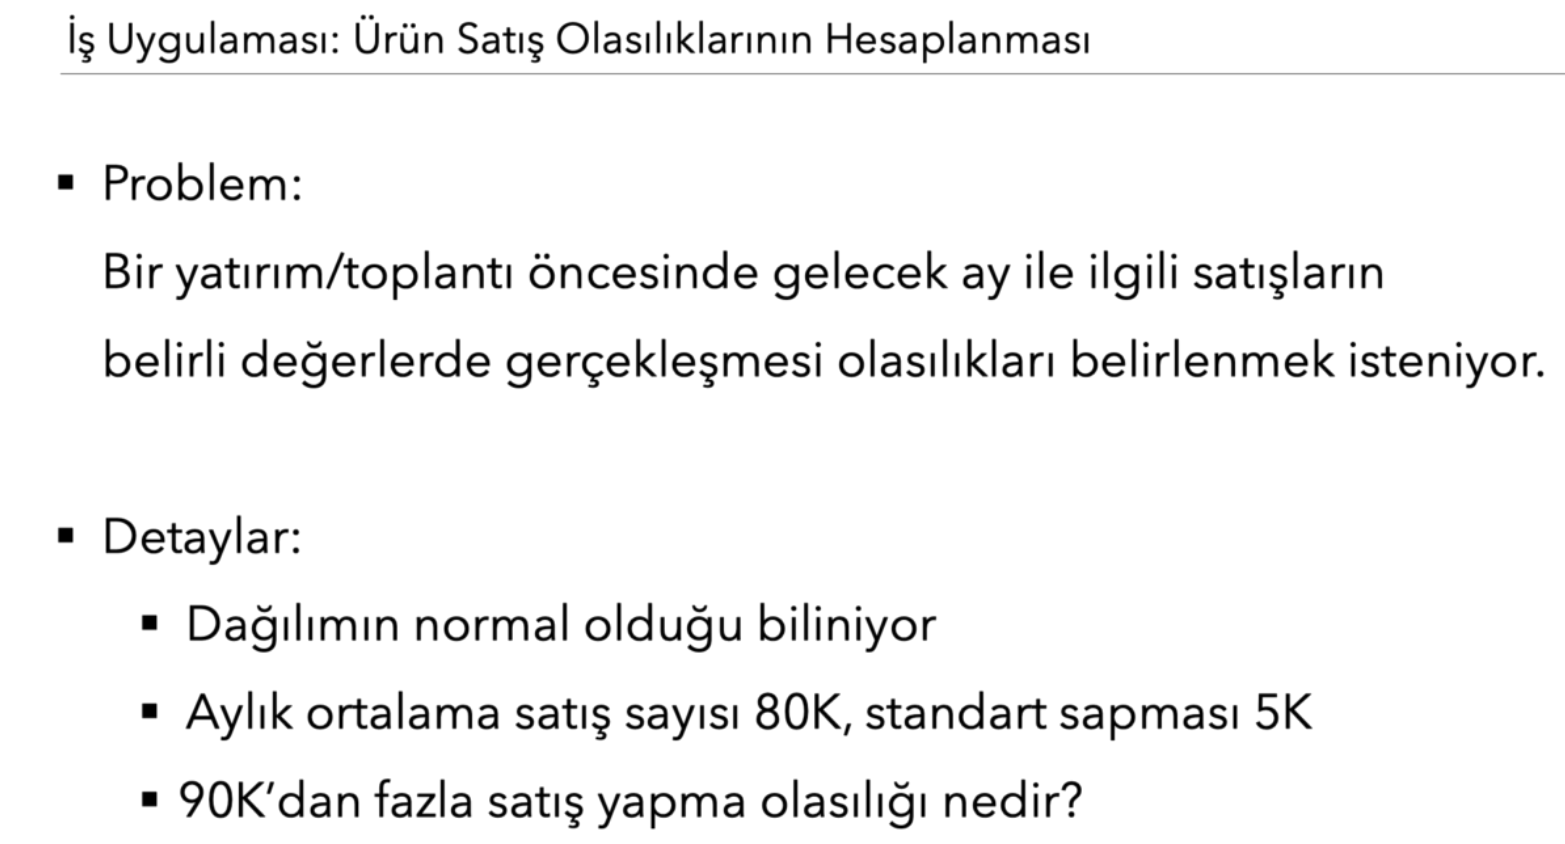 İş Uygulaması: Ürün Satış Olasılıklarının Hesaplanması
▪ Problem:
Bir yatırım/toplantı öncesinde gelecek ay ile ilgili satışların
belirli değerlerde gerçekleşmesi olasılıkları belirlenmek isteniyor.
▪ Detaylar:
▪ Dağılımın normal olduğu biliniyor
▪ Aylık ortalama satış sayısı 80K, standart sapması 5K
▪ 90K’dan fazla satış yapma olasılığı nedir?